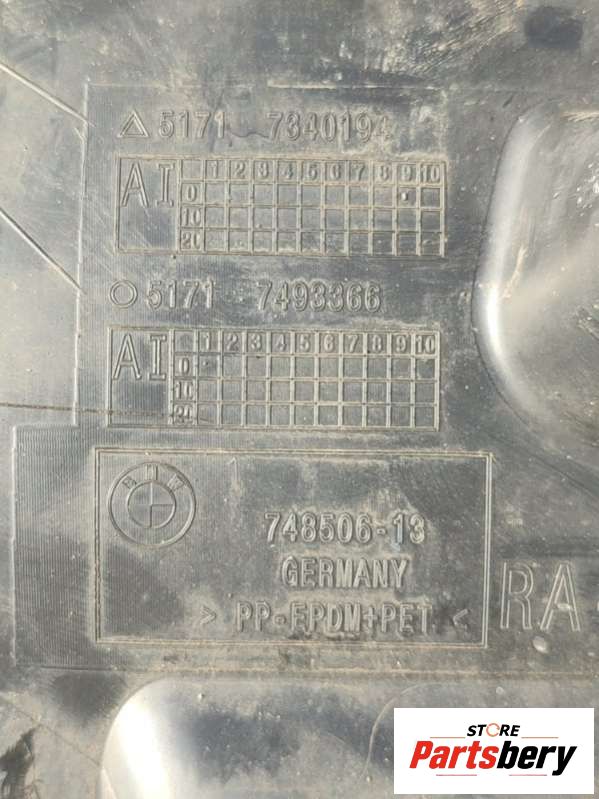 △ 5171 7340194
AI 1 2 3 4 5 6 7 8 9 10
0
10
20
○ 5171 7493366
AI 1 2 3 4 5 6 7 8 9 10
0
10
20
BMW
748506-13
GERMANY
> PP-EPDM+PET <
RA
STORE
Partsbery